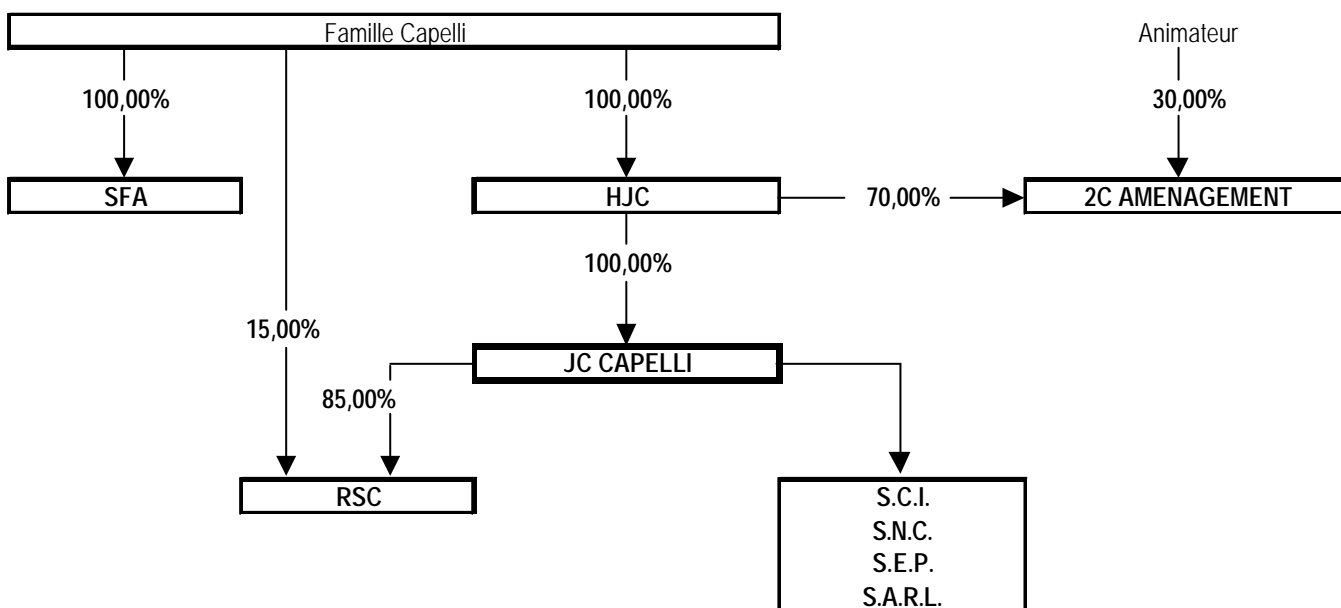 Famille Capelli
Animateur
100,00%
100,00%
30,00%
SFA
HJC
70,00%
2C AMENAGEMENT
100,00%
15,00%
JC CAPELLI
85,00%
RSC
S.C.I.
S.N.C.
S.E.P.
S.A.R.L.